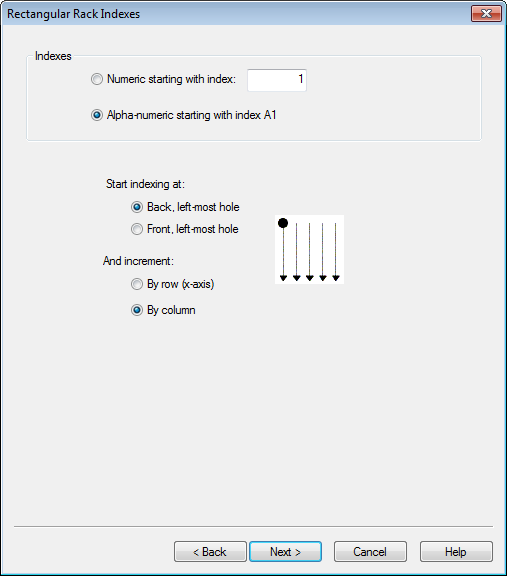 Rectangular Rack Indexes
Indexes
Numeric starting with index: 1
Alpha-numeric starting with index A1
Start indexing at:
Back, left-most hole
Front, left-most hole
And increment:
By row (x-axis)
By column
< Back Next > Cancel Help